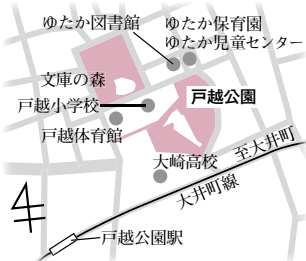 ゆたか図書館
ゆたか保育園
ゆたか児童センター
文庫の森
戸越小学校
戸越公園
戸越体育館
大崎高校
至大井町
大井町線
戸越公園駅